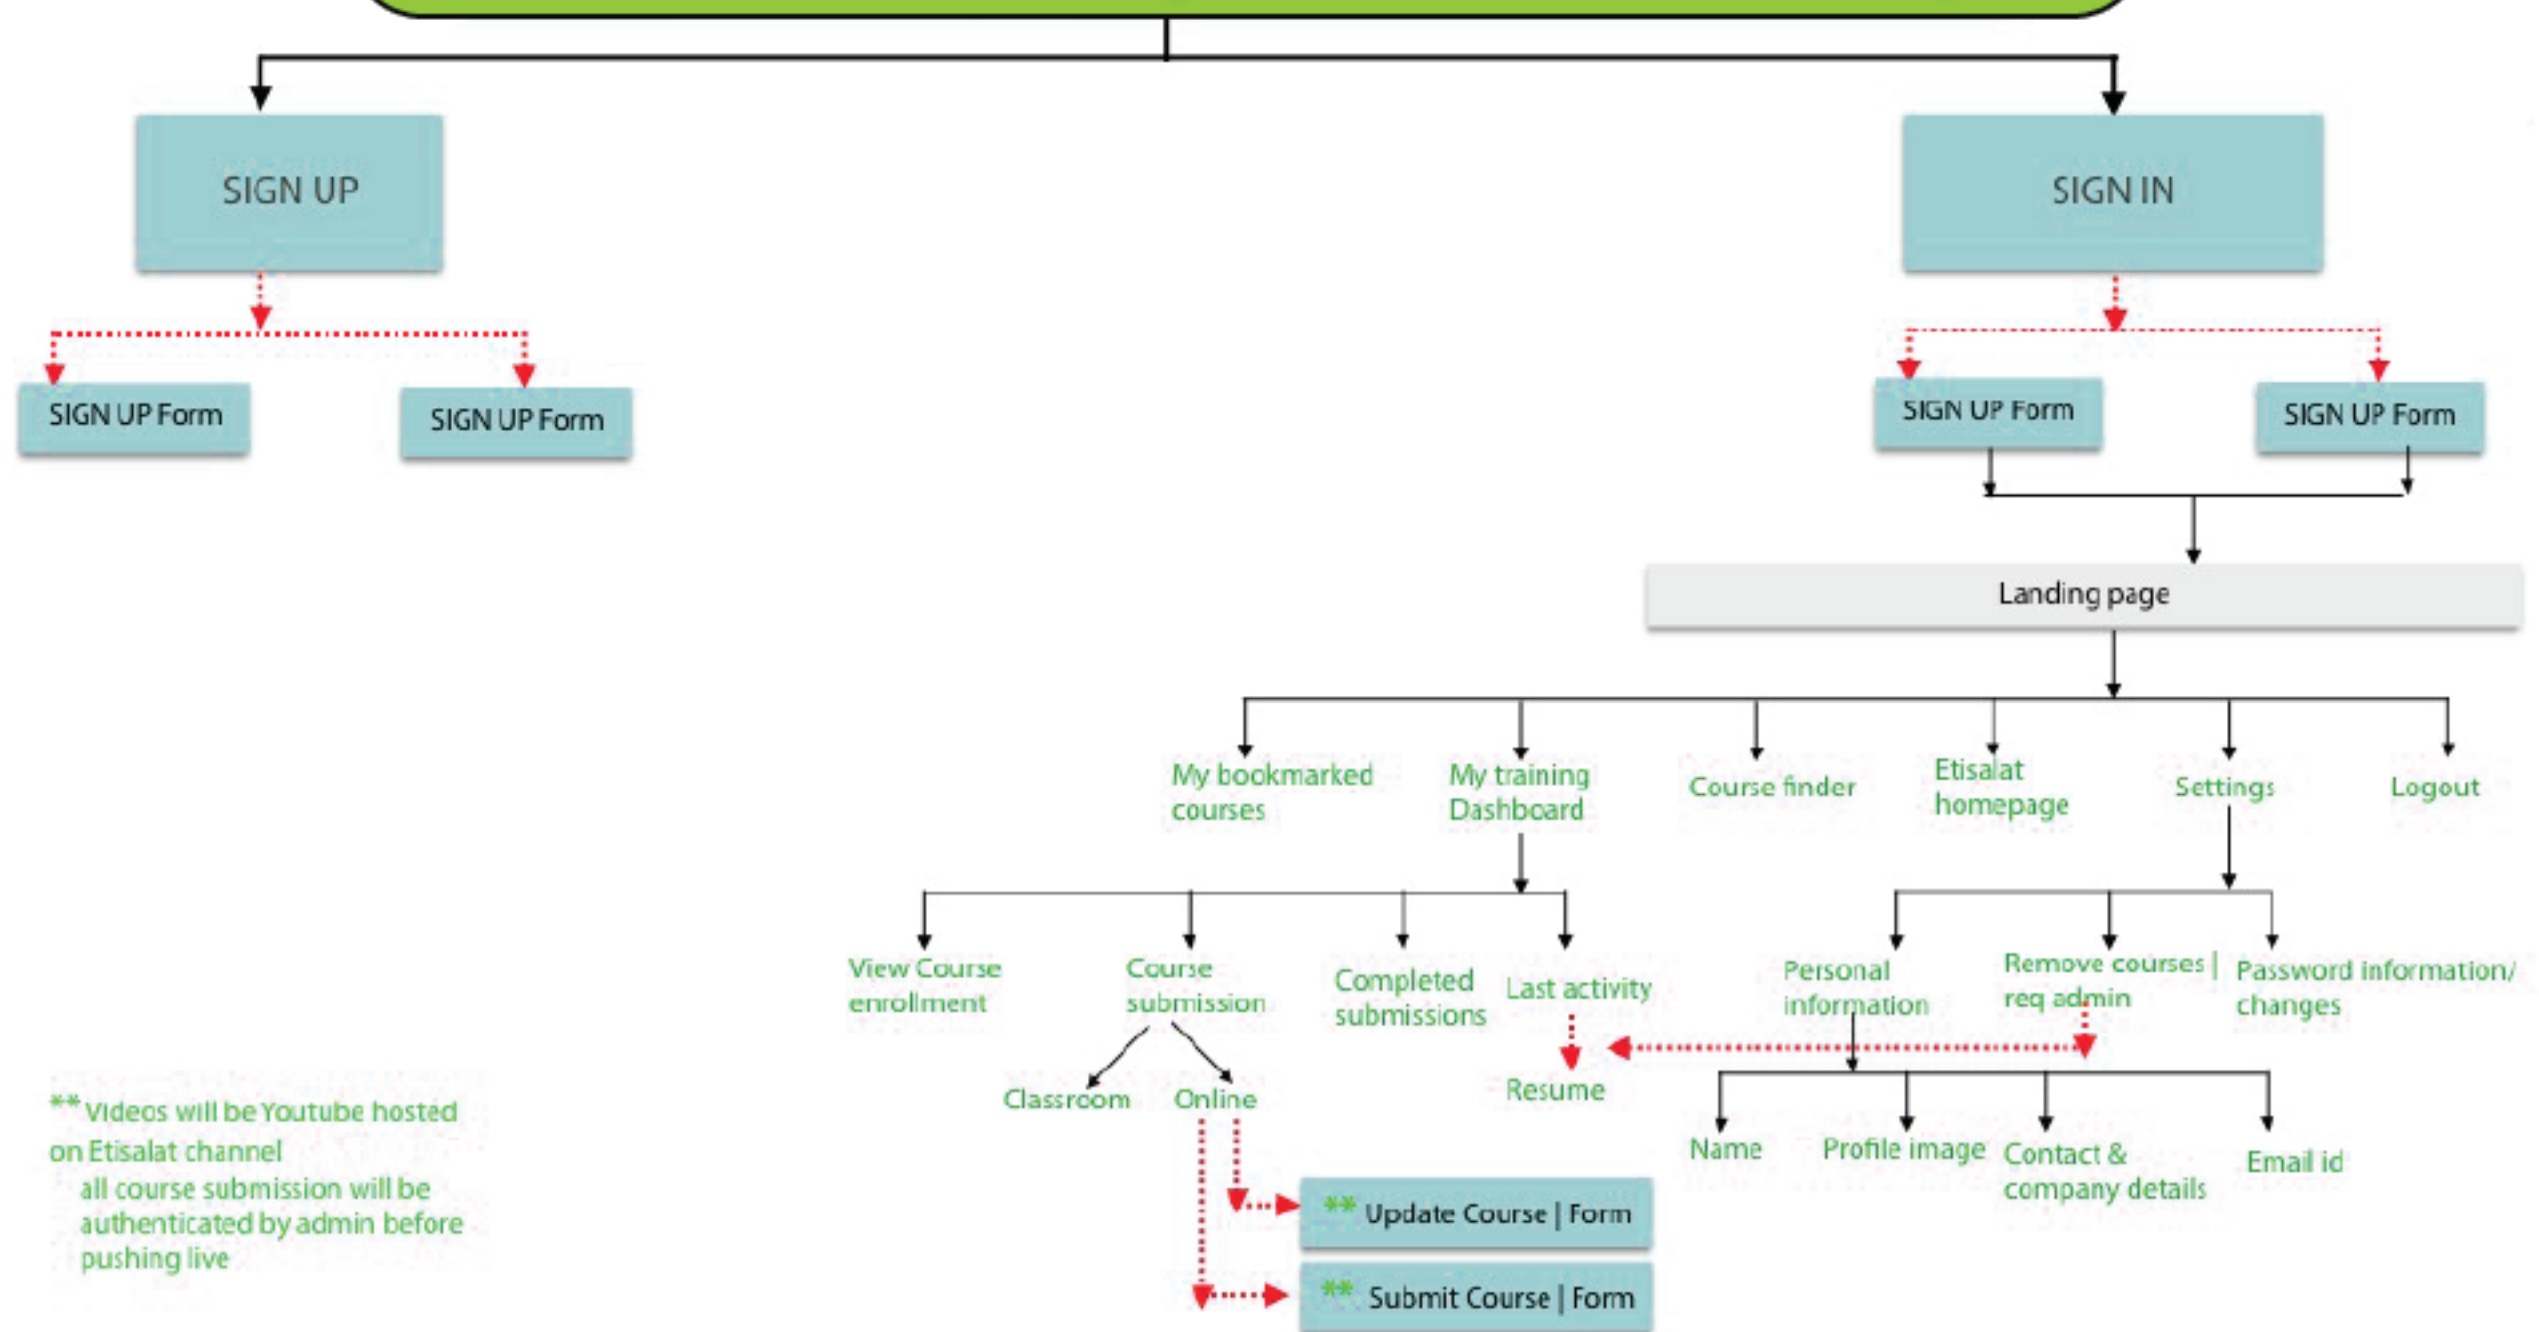 SIGN UP
SIGN IN
SIGN UP Form
SIGN UP Form
SIGN UP Form
SIGN UP Form
Landing page
My bookmarked
courses
My training
Dashboard
Course finder
Etisalat
homepage
Settings
Logout
View Course
enrollment
Course
submission
Completed
submissions
Last activity
Personal
information
Remove courses |
req admin
Password information/
changes
Classroom
Online
Resume
Name
Profile image
Contact &
company details
Email id
** Update Course | Form
** Submit Course | Form
** Videos will be Youtube hosted
on Etisalat channel
all course submission will be
authenticated by admin before
pushing live